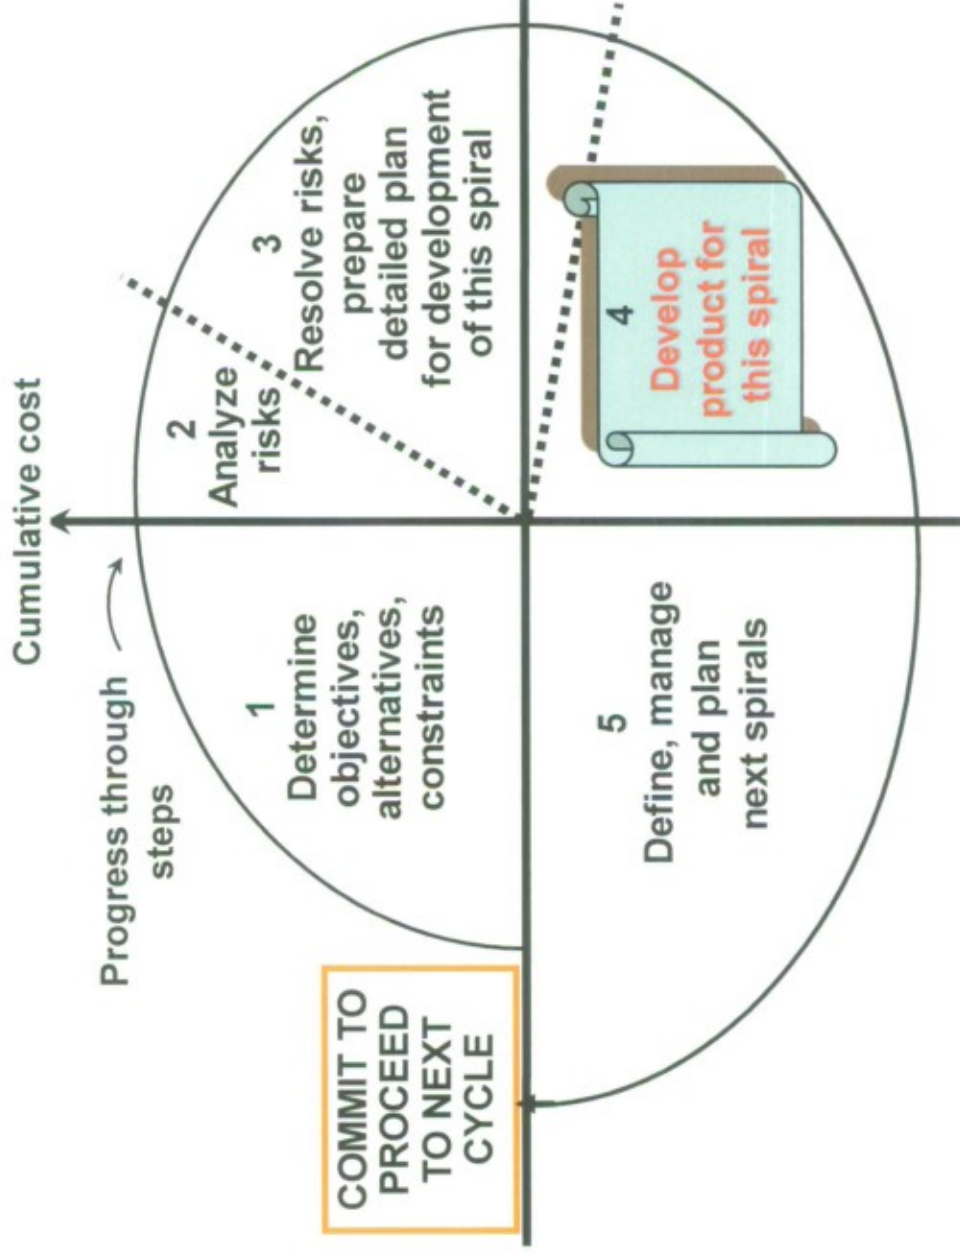 Cumulative cost
Progress through
steps
1
Determine
objectives,
alternatives,
constraints
2
Analyze
risks
3
Resolve risks,
prepare
detailed plan
for development
of this spiral
4
Develop
product for
this spiral
5
Define, manage
and plan
next spirals
COMMIT TO
PROCEED
TO NEXT
CYCLE